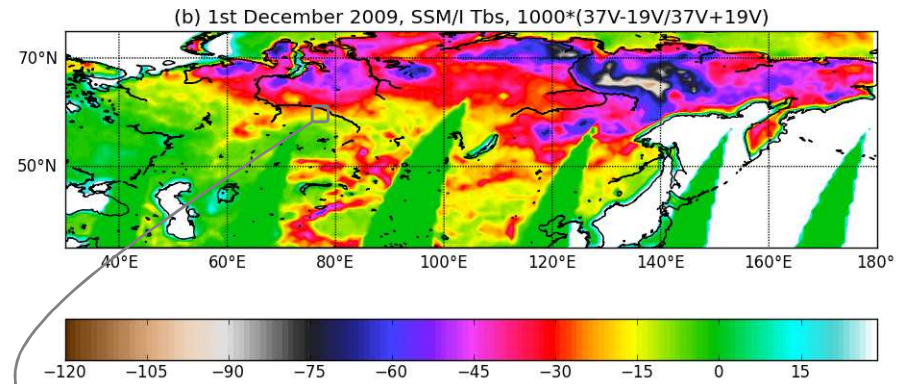 (b) 1st December 2009, SSM/I Tbs, 1000*(37V-19V/37V+19V)
70°N
50°N
40°E 60°E 80°E 100°E 120°E 140°E 160°E 180°
−120 −105 −90 −75 −60 −45 −30 −15 0 15